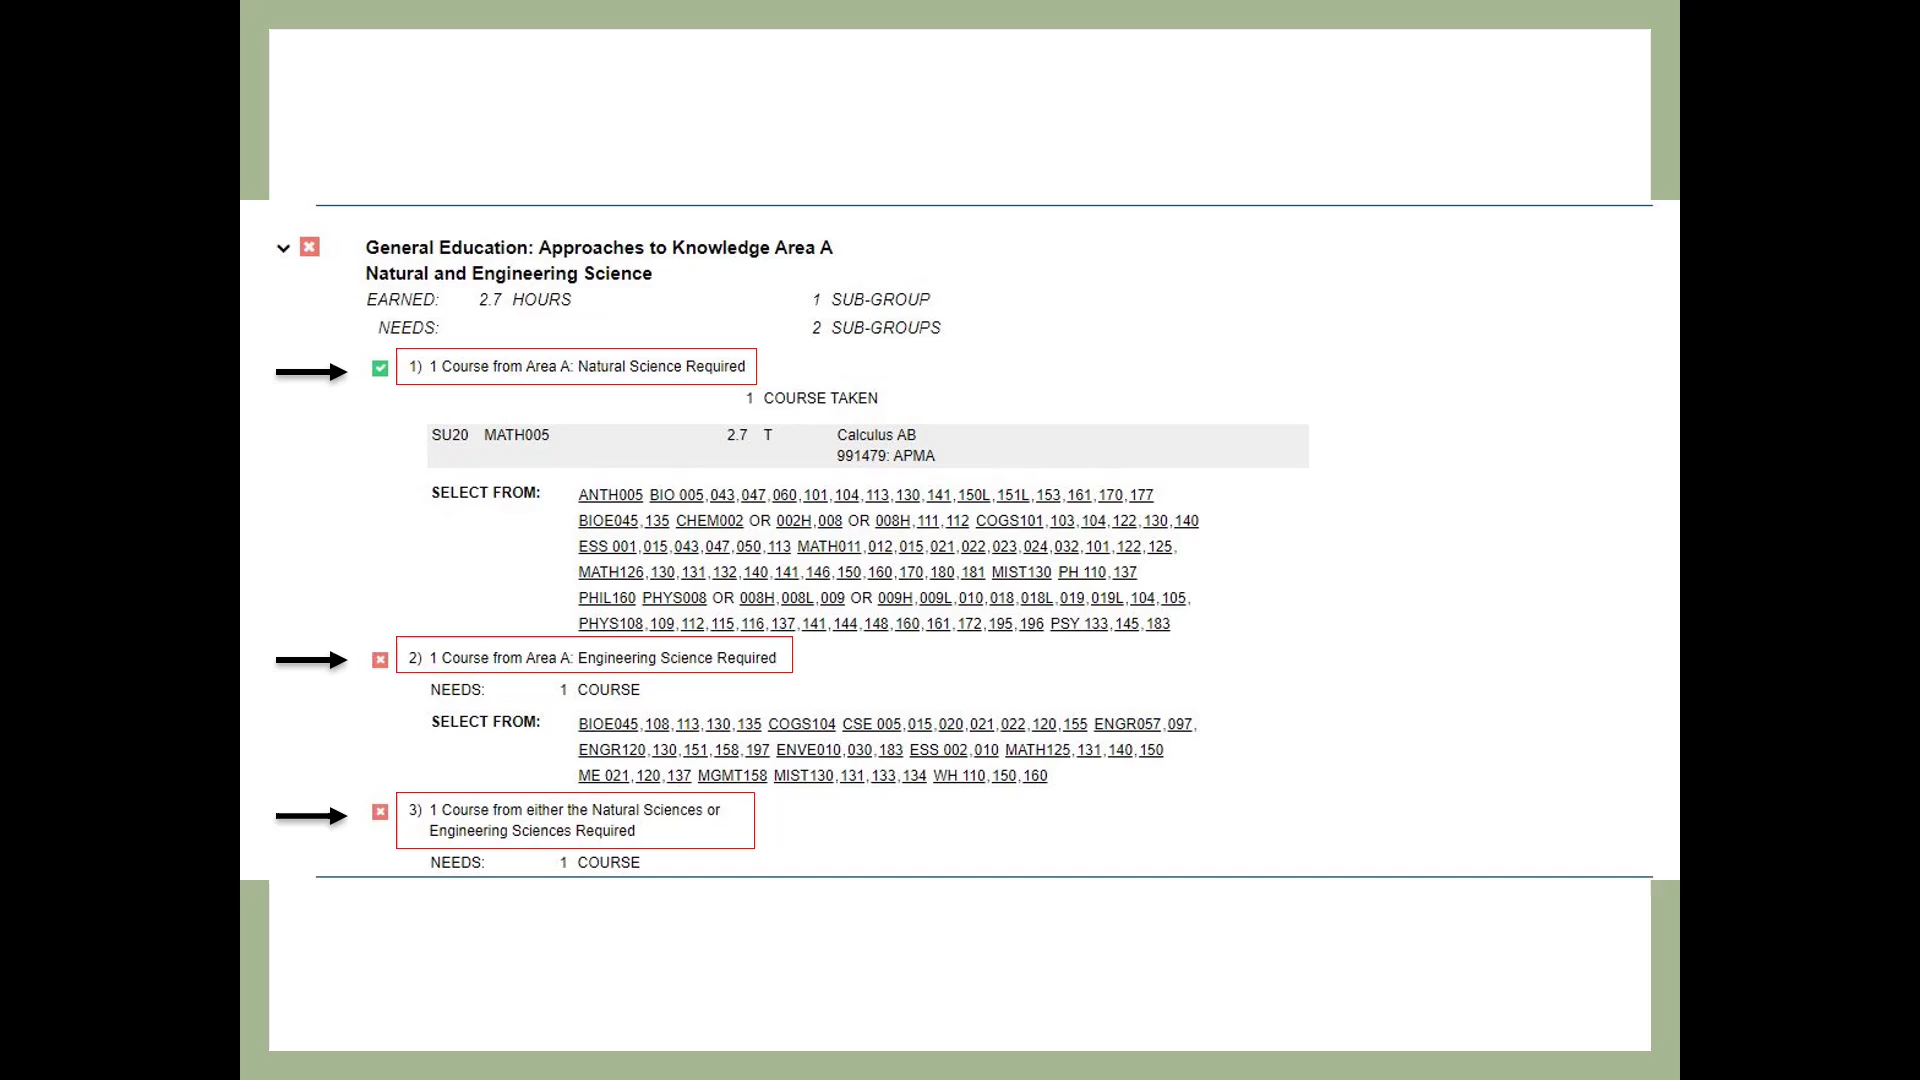 General Education: Approaches to Knowledge Area A
Natural and Engineering Science
EARNED: 2.7 HOURS 1 SUB-GROUP
NEEDS: 2 SUB-GROUPS
1) 1 Course from Area A: Natural Science Required
1 COURSE TAKEN
SU20 MATH005 2.7 T Calculus AB
991479: APMA
SELECT FROM: ANTH005 BIO 005,043,047,060,101,104,113,130,141,150L,151L,153,161,170,177
BIOE045,135 CHEM002 OR 002H,008 OR 008H,111,112 COGS101,103,104,122,130,140
ESS 001,015,043,047,050,113 MATH011,012,015,021,022,023,024,032,101,122,125,
MATH126,130,131,132,140,141,146,150,160,170,180,181 MIST130 PH 110,137
PHIL160 PHYS008 OR 008H,008L,009 OR 009H,009L,010,018,018L,019,019L,104,105,
PHYS108,109,112,115,116,137,141,144,148,160,161,172,195,196 PSY 133,145,183
2) 1 Course from Area A: Engineering Science Required
NEEDS: 1 COURSE
SELECT FROM: BIOE045,108,113,130,135 COGS104 CSE 005,015,020,021,022,120,155 ENGR057,097,
ENGR120,130,151,158,197 ENVE010,030,183 ESS 002,010 MATH125,131,140,150
ME 021,120,137 MGMT158 MIST130,131,133,134 WH 110,150,160
3) 1 Course from either the Natural Sciences or
Engineering Sciences Required
NEEDS: 1 COURSE